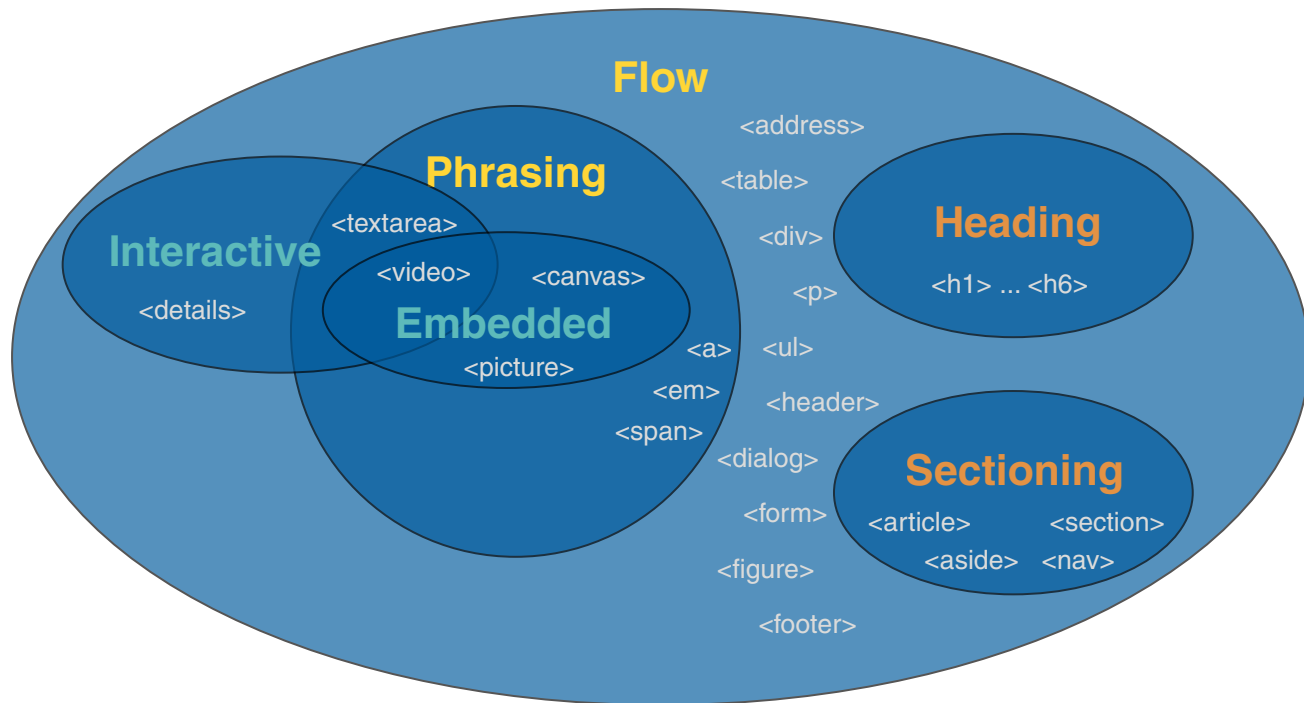 Flow
<address>
Phrasing
<table>
<textarea>
Heading
<div>
Interactive
<video>
<canvas>
<h1> ... <h6>
<p>
<details>
Embedded
<a>
<ul>
<picture>
<em>
<header>
<span>
<dialog>
Sectioning
<form>
<article>
<section>
<aside>
<nav>
<figure>
<footer>